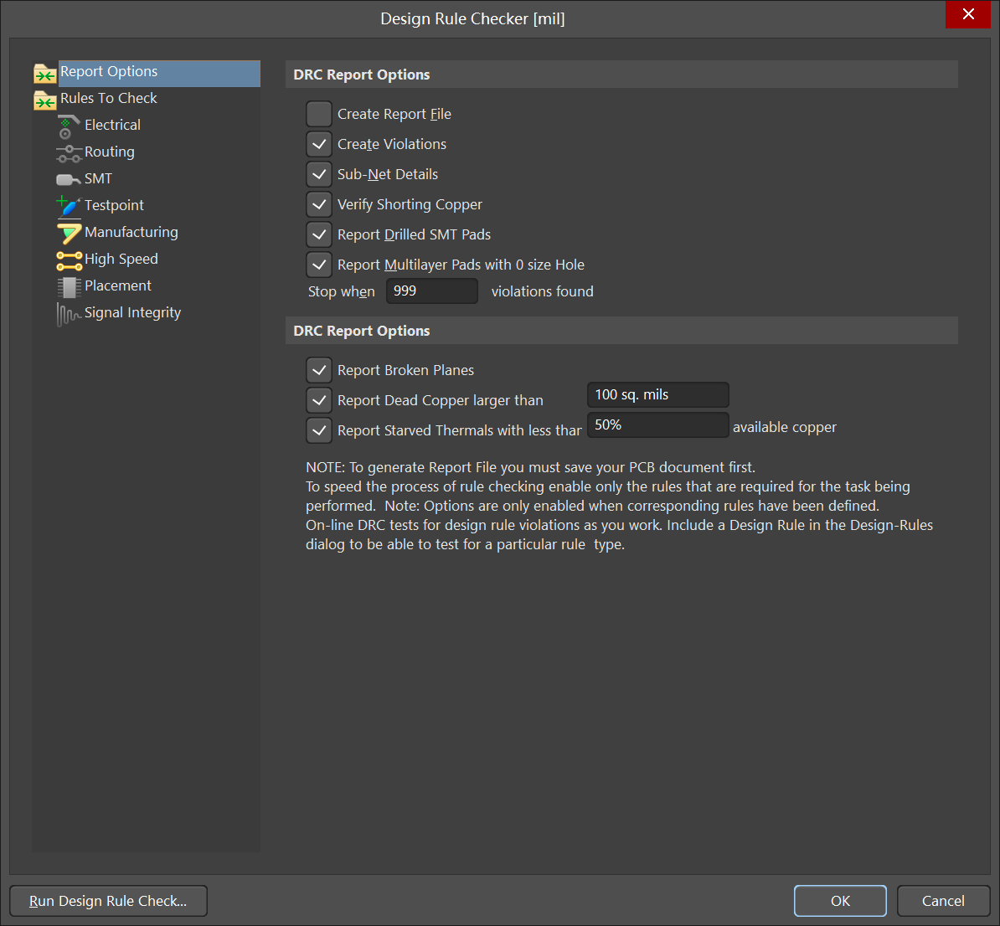 Design Rule Checker [mil]
Report Options
Rules To Check
Electrical
Routing
SMT
Testpoint
Manufacturing
High Speed
Placement
Signal Integrity
DRC Report Options
Create Report File
Create Violations
Sub-Net Details
Verify Shorting Copper
Report Drilled SMT Pads
Report Multilayer Pads with 0 size Hole
Stop when 999 violations found
DRC Report Options
Report Broken Planes
Report Dead Copper larger than 100 sq. mils
Report Starved Thermals with less than 50% available copper
NOTE: To generate Report File you must save your PCB document first.
To speed the process of rule checking enable only the rules that are required for the task being
performed.  Note: Options are only enabled when corresponding rules have been defined.
On-line DRC tests for design rule violations as you work. Include a Design Rule in the Design-Rules
dialog to be able to test for a particular rule  type.
Run Design Rule Check...
OK
Cancel